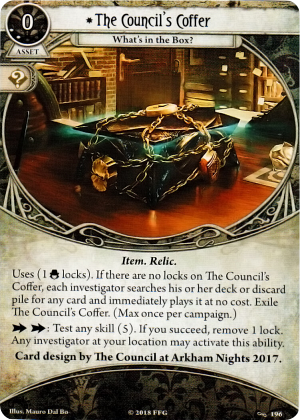 0
*The Council's Coffer
ASSET
What's in the Box?
Item. Relic.
Uses (1 locks). If there are no locks on The Council's
Coffer, each investigator searches his or her deck or discard
pile for any card and immediately plays it at no cost. Exile
The Council's Coffer. (Max once per campaign.)
: Test any skill (5). If you succeed, remove 1 lock.
Any investigator at your location may activate this ability.
Card design by The Council at Arkham Nights 2017.
Illus. Mauro Dal Bo
© 2018 FFG
196